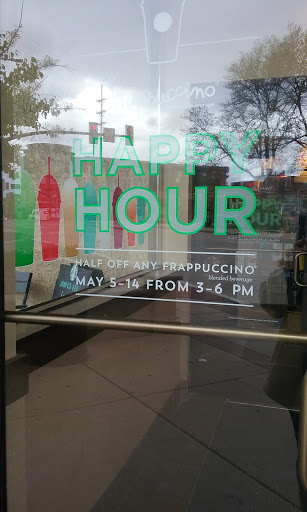 HAPPY
HOUR
HALF OFF ANY FRAPPUCCINO®
blended beverage
MAY 5–14 FROM 3–6 PM